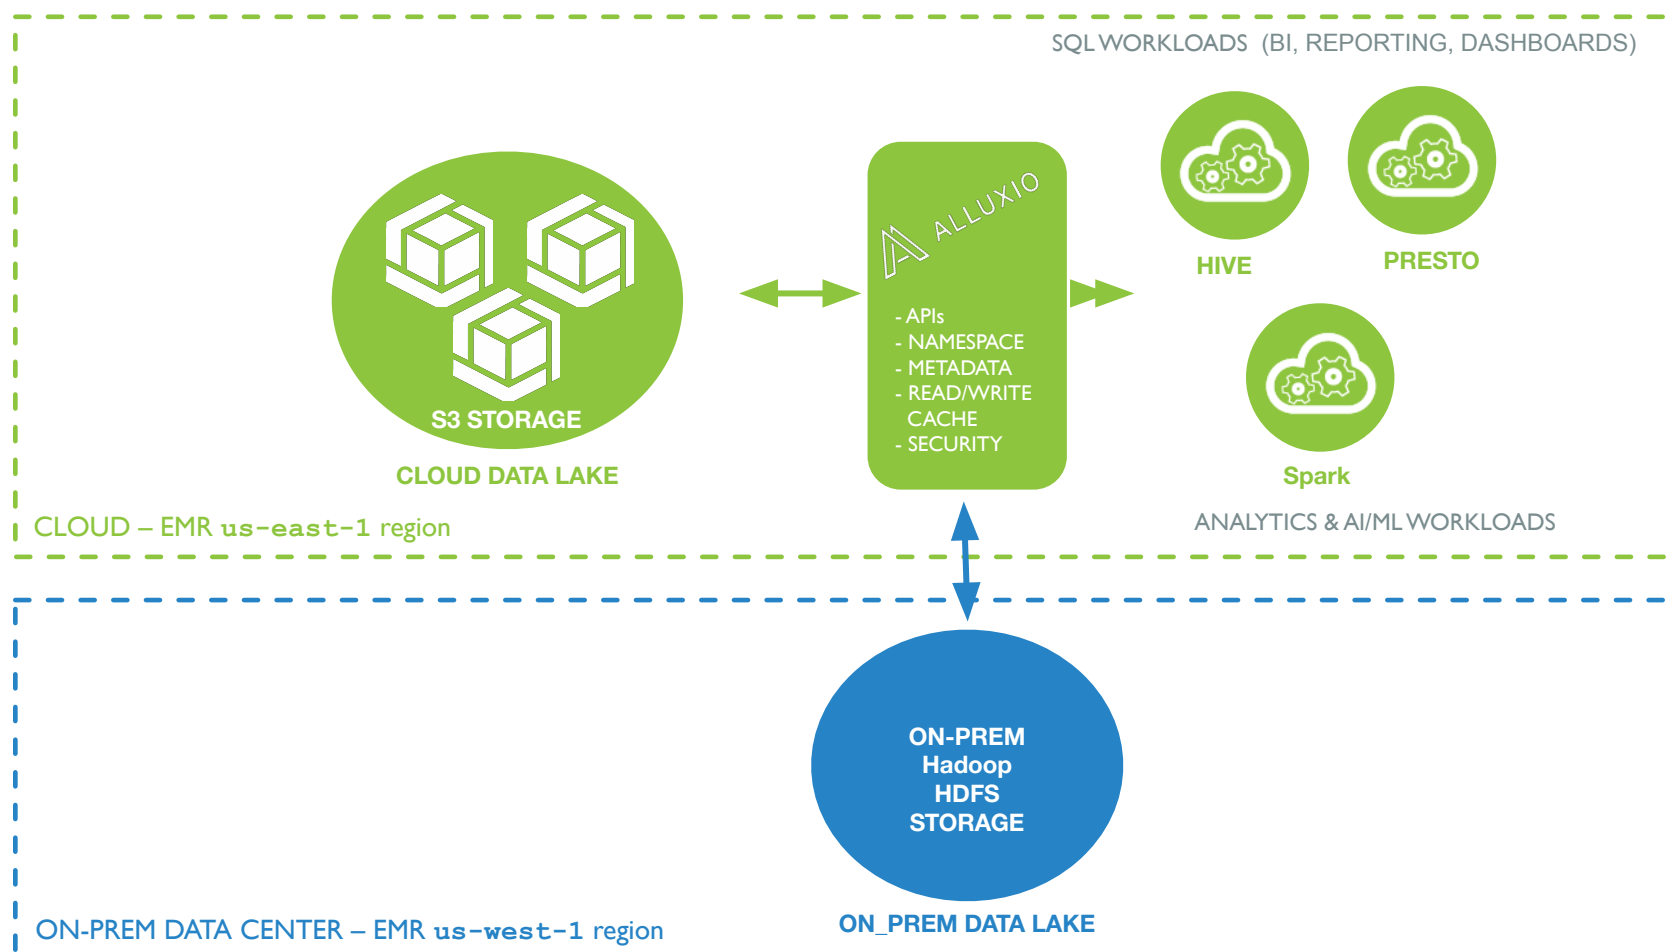 SQL WORKLOADS (BI, REPORTING, DASHBOARDS)
HIVE
PRESTO
Spark
ANALYTICS & AI/ML WORKLOADS
ALLUXIO
- APIs
- NAMESPACE
- METADATA
- READ/WRITE
CACHE
- SECURITY
S3 STORAGE
CLOUD DATA LAKE
CLOUD – EMR us-east-1 region
ON-PREM
Hadoop
HDFS
STORAGE
ON_PREM DATA LAKE
ON-PREM DATA CENTER – EMR us-west-1 region